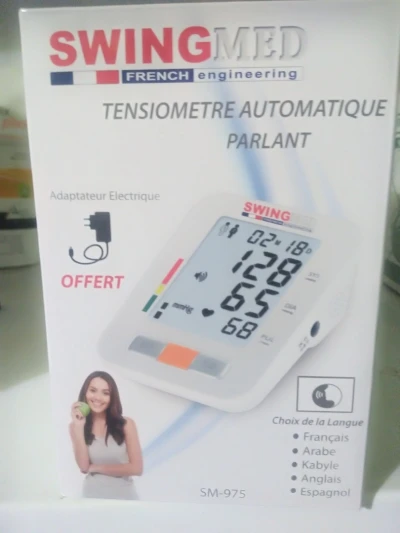 SWINGMED
FRENCH engineering
TENSIOMETRE AUTOMATIQUE
PARLANT
Adaptateur Electrique
OFFERT
SWING
02 18
128
65
mmHg
68
Choix de la Langue
• Français
• Arabe
• Kabyle
• Anglais
• Espagnol
SM-975